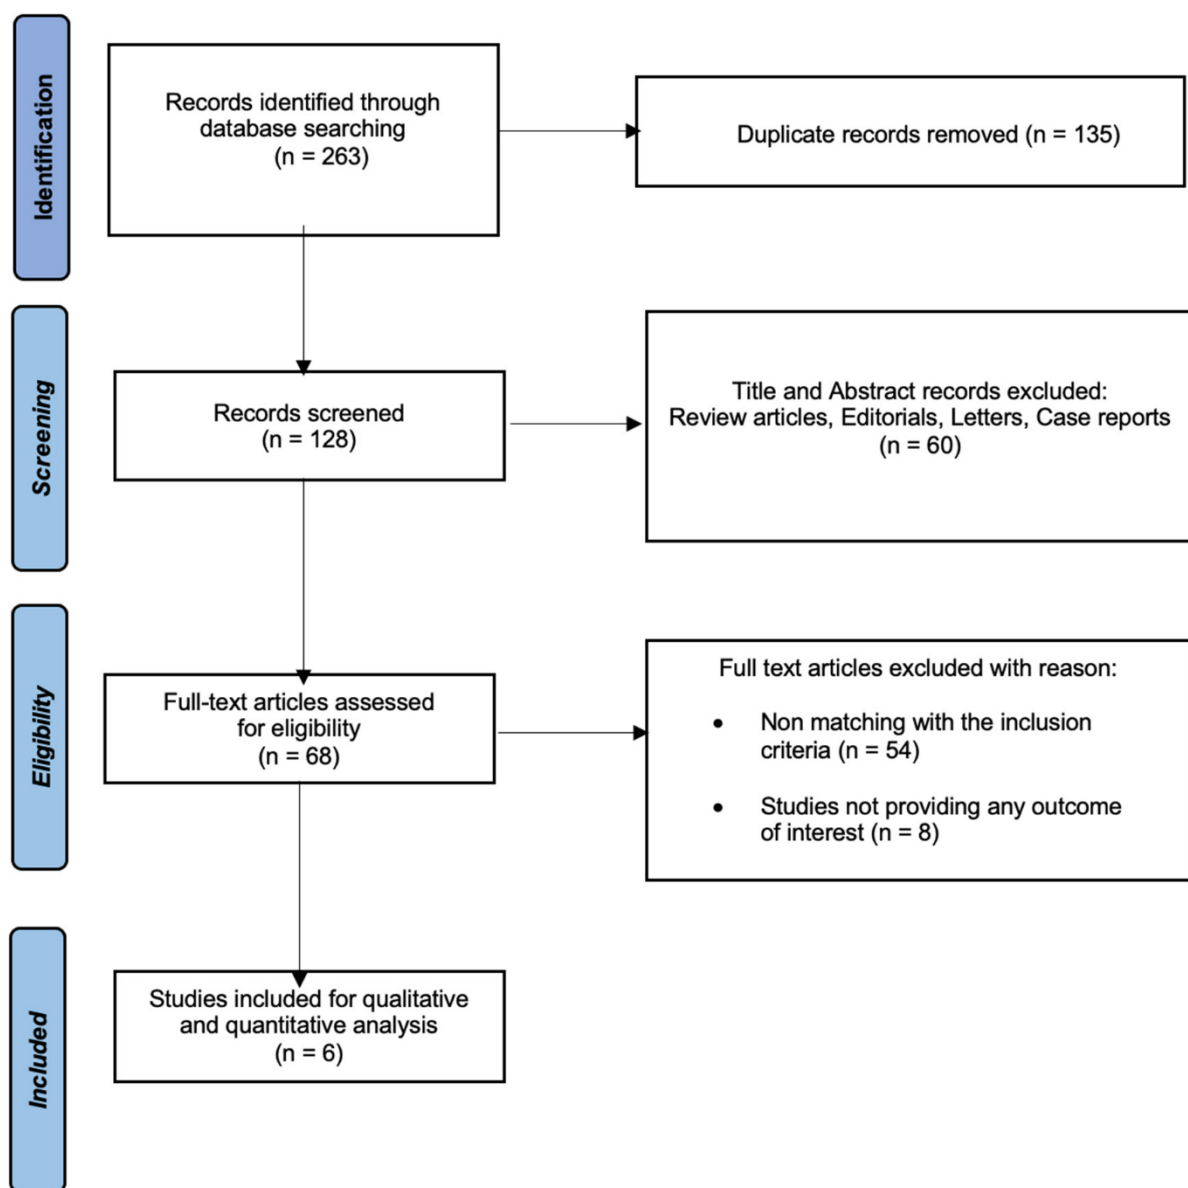 Identification
Records identified through
database searching
(n = 263)
Duplicate records removed (n = 135)
Screening
Records screened
(n = 128)
Title and Abstract records excluded:
Review articles, Editorials, Letters, Case reports
(n = 60)
Eligibility
Full-text articles assessed
for eligibility
(n = 68)
Full text articles excluded with reason:
• Non matching with the inclusion
criteria (n = 54)
• Studies not providing any outcome
of interest (n = 8)
Included
Studies included for qualitative
and quantitative analysis
(n = 6)